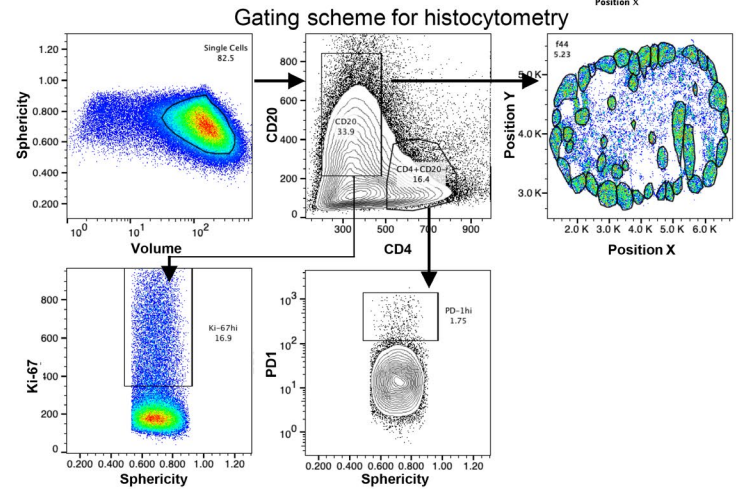 Position X
Gating scheme for histocytometry
Single Cells
82.5
1.20
1.00
0.800
0.600
0.400
0.200
Sphericity
10^0
10^1
10^2
Volume
800
600
400
200
0
CD20
CD20
33.9
CD4+CD20-
16.4
300
500
700
900
CD4
f44
5.23
5.0K
4.0K
3.0K
Position Y
2.0 K
3.0 K
4.0 K
5.0 K
6.0 K
Position X
800
600
400
200
0
Ki-67
Ki-67hi
16.9
0.200
0.400
0.600
0.800
1.00
1.20
Sphericity
10^3
10^2
10^1
10^0
PD1
PD-1hi
1.75
0.200
0.400
0.600
0.800
1.00
1.20
Sphericity